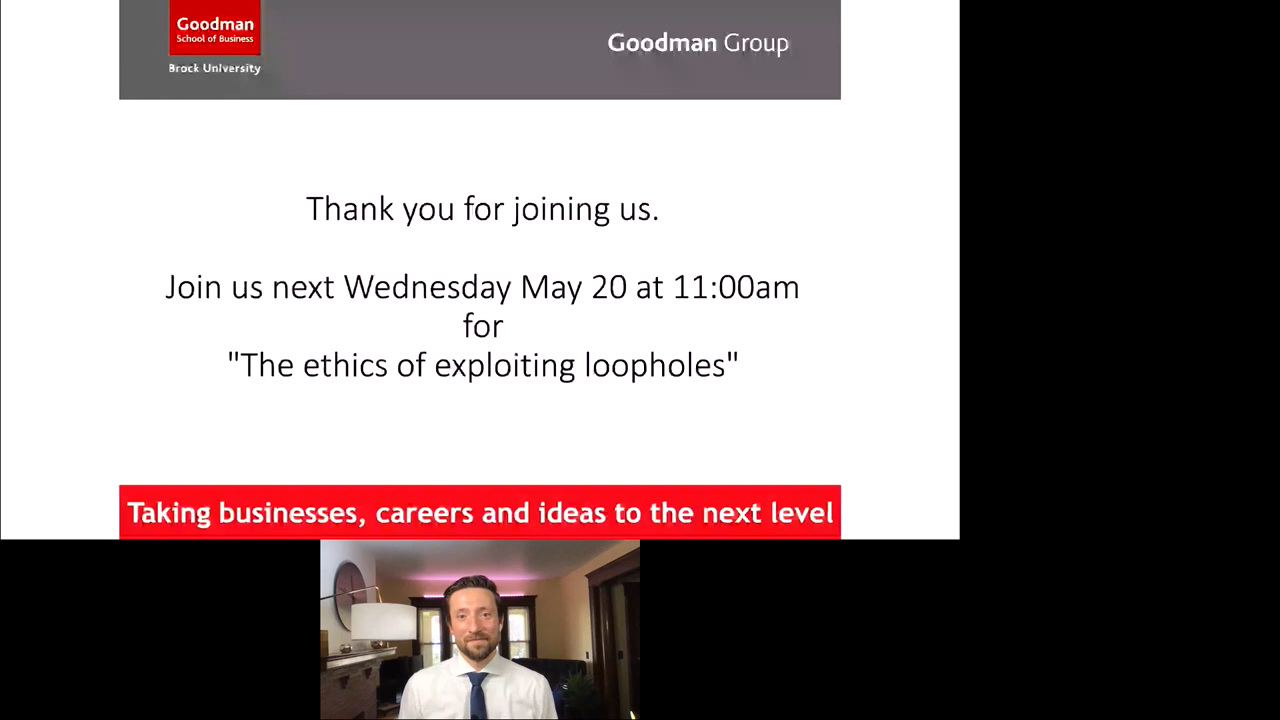 Goodman
School of Business
Brock University
Goodman Group
Thank you for joining us.
Join us next Wednesday May 20 at 11:00am
for
"The ethics of exploiting loopholes"
Taking businesses, careers and ideas to the next level